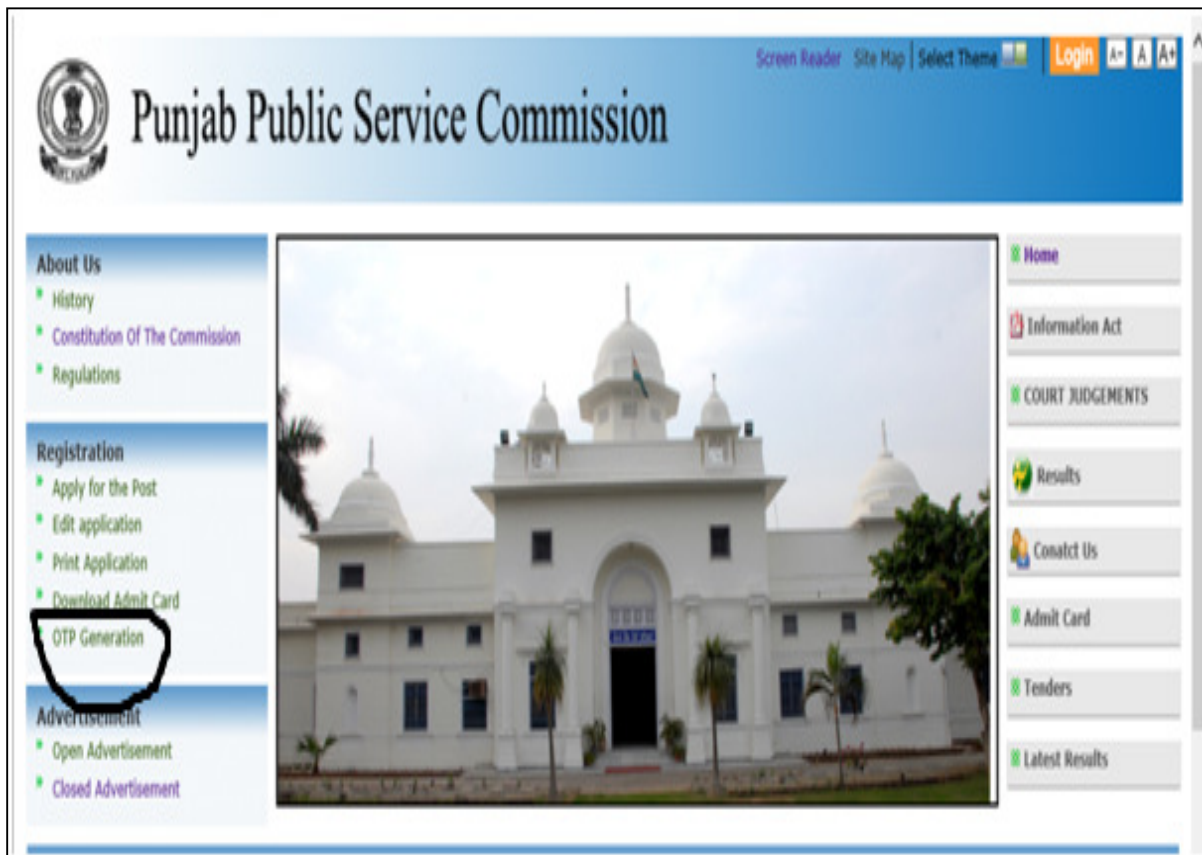 Screen Reader Site Map Select Theme Login A- A A+
Punjab Public Service Commission
About Us
History
Constitution Of The Commission
Regulations
Registration
Apply for the Post
Edit application
Print Application
Download Admit Card
OTP Generation
Advertisement
Open Advertisement
Closed Advertisement
Home
Information Act
COURT JUDGEMENTS
Results
Conatct Us
Admit Card
Tenders
Latest Results